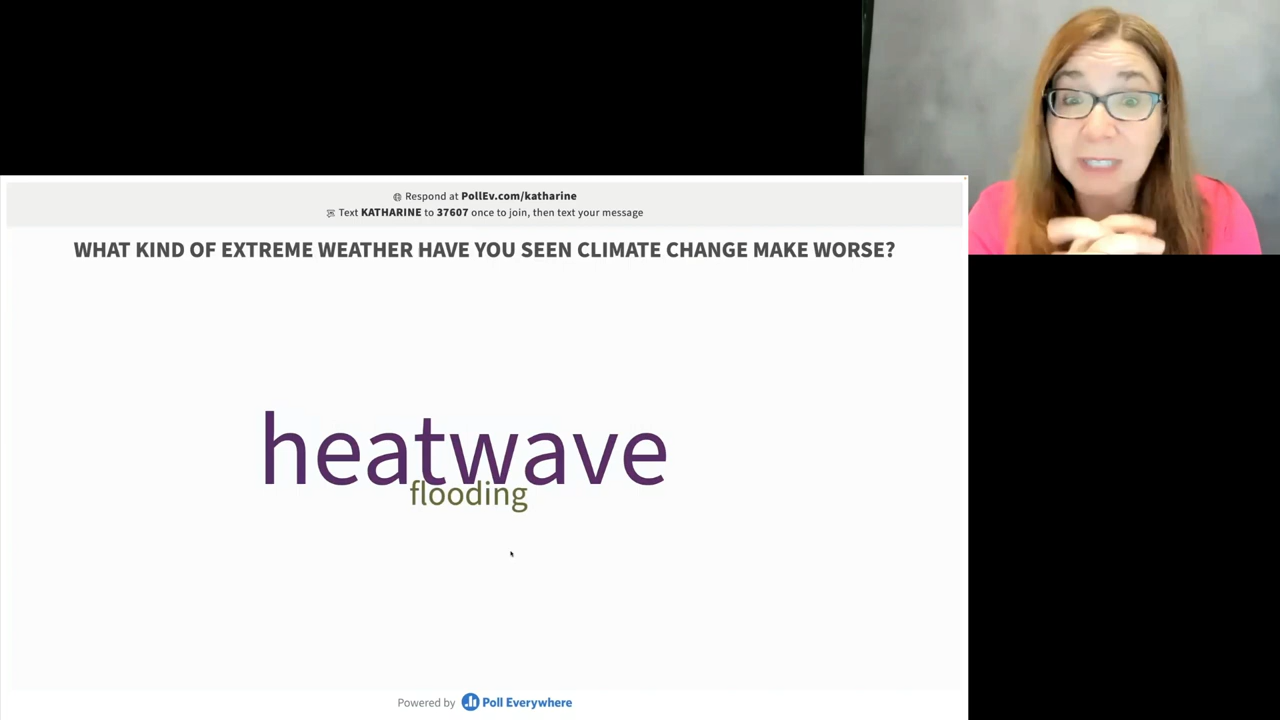 Respond at PollEv.com/katharine
Text KATHARINE to 37607 once to join, then text your message
WHAT KIND OF EXTREME WEATHER HAVE YOU SEEN CLIMATE CHANGE MAKE WORSE?
heatwave
flooding
Powered by Poll Everywhere